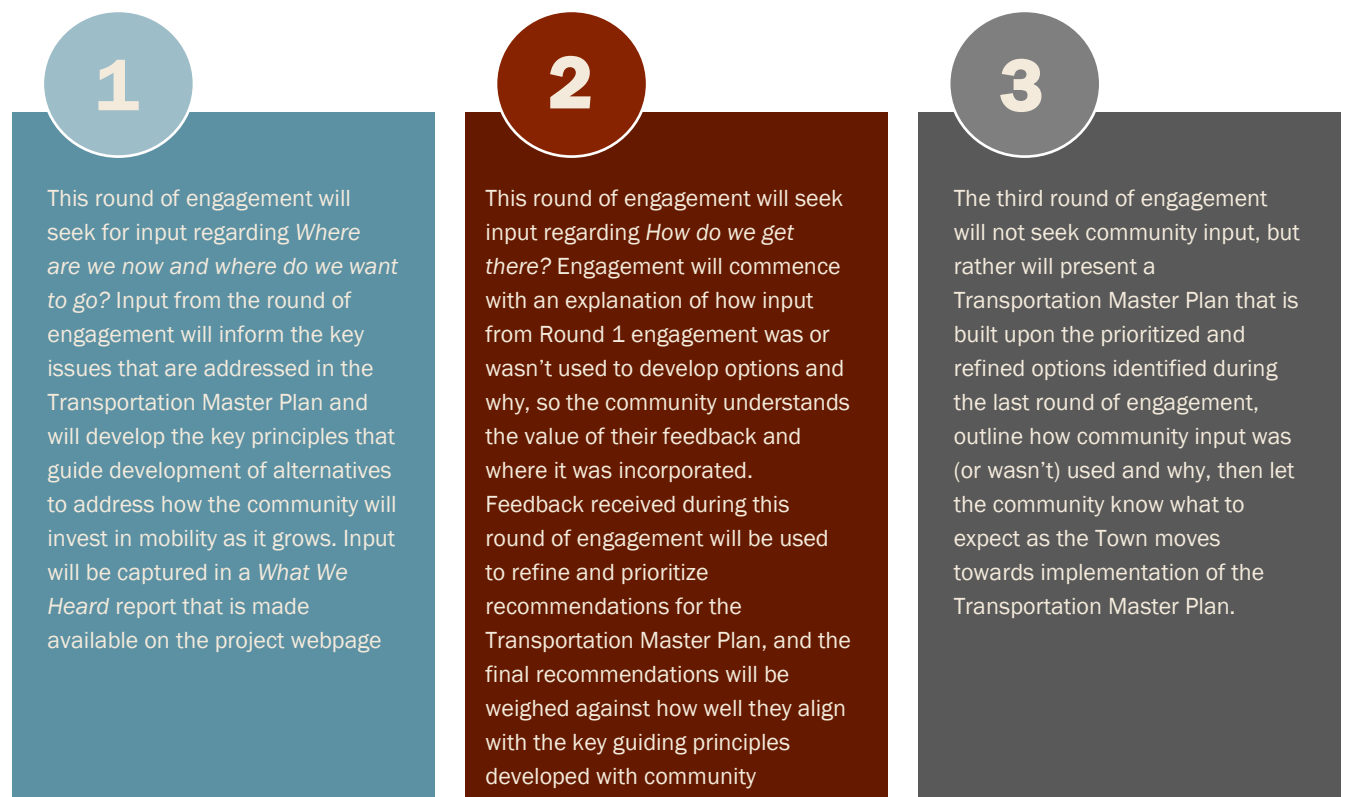 1
This round of engagement will
seek for input regarding Where
are we now and where do we want
to go? Input from the round of
engagement will inform the key
issues that are addressed in the
Transportation Master Plan and
will develop the key principles that
guide development of alternatives
to address how the community will
invest in mobility as it grows. Input
will be captured in a What We
Heard report that is made
available on the project webpage
2
This round of engagement will seek
input regarding How do we get
there? Engagement will commence
with an explanation of how input
from Round 1 engagement was or
wasn’t used to develop options and
why, so the community understands
the value of their feedback and
where it was incorporated.
Feedback received during this
round of engagement will be used
to refine and prioritize
recommendations for the
Transportation Master Plan, and the
final recommendations will be
weighed against how well they align
with the key guiding principles
developed with community
3
The third round of engagement
will not seek community input, but
rather will present a
Transportation Master Plan that is
built upon the prioritized and
refined options identified during
the last round of engagement,
outline how community input was
(or wasn’t) used and why, then let
the community know what to
expect as the Town moves
towards implementation of the
Transportation Master Plan.